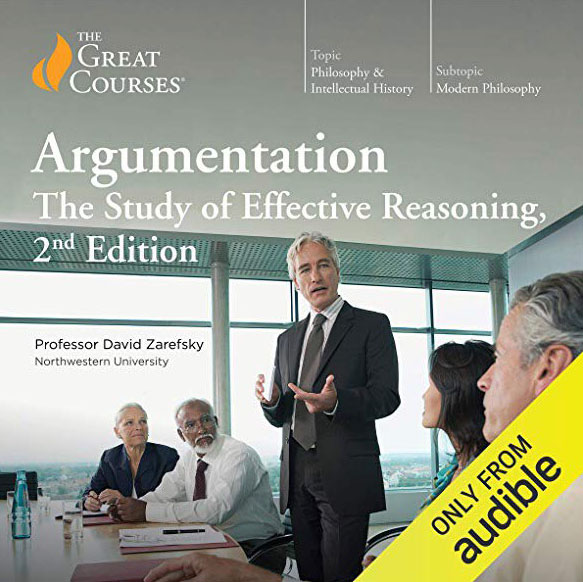 THE
GREAT
COURSES®
Topic
Philosophy &
Intellectual History
Subtopic
Modern Philosophy
Argumentation
The Study of Effective Reasoning,
2nd Edition
Professor David Zarefsky
Northwestern University
ONLY FROM
audible